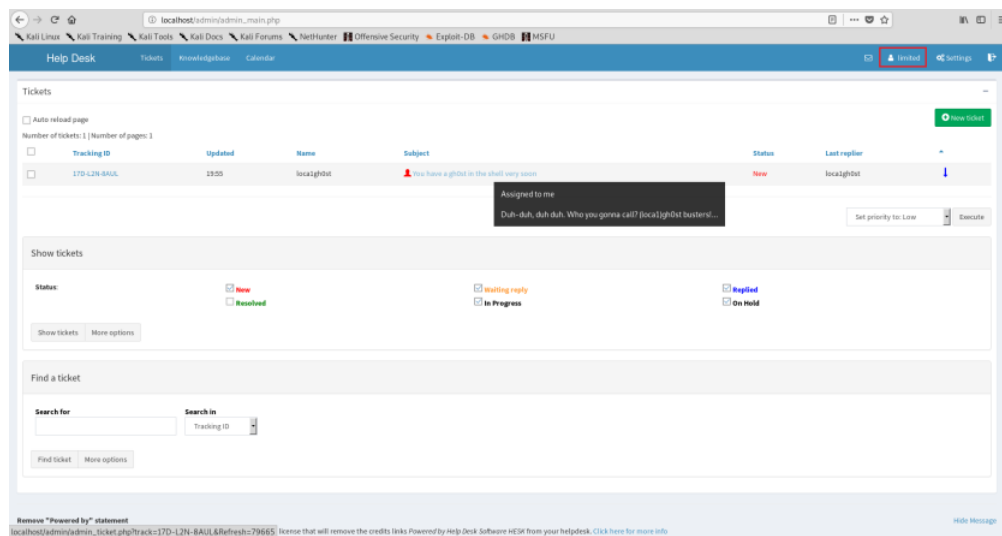 localhost/admin/admin_main.php
Kali Linux Kali Training Kali Tools Kali Docs Kali Forums NetHunter Offensive Security Exploit-DB GHDB MSFU
Help Desk Tickets Knowledgebase Calendar limited Settings
Tickets
Auto reload page
New ticket
Number of tickets: 1 | Number of pages: 1
Tracking ID Updated Name Subject Status Last replier
17D-L2N-8AUL 19:55 loca1gh0st You have a gh0st in the shell very soon New loca1gh0st
Assigned to me
Duh-duh, duh duh. Who you gonna call? (loca1)gh0st busters!...
Set priority to: Low Execute
Show tickets
Status: New Waiting reply Replied
Resolved In Progress On Hold
Show tickets More options
Find a ticket
Search for Search in
Tracking ID
Find ticket More options
Remove "Powered by" statement Hide Message
localhost/admin/admin_ticket.php?track=17D-L2N-8AUL&Refresh=79665 license that will remove the credits links Powered by Help Desk Software HESK from your helpdesk. Click here for more info